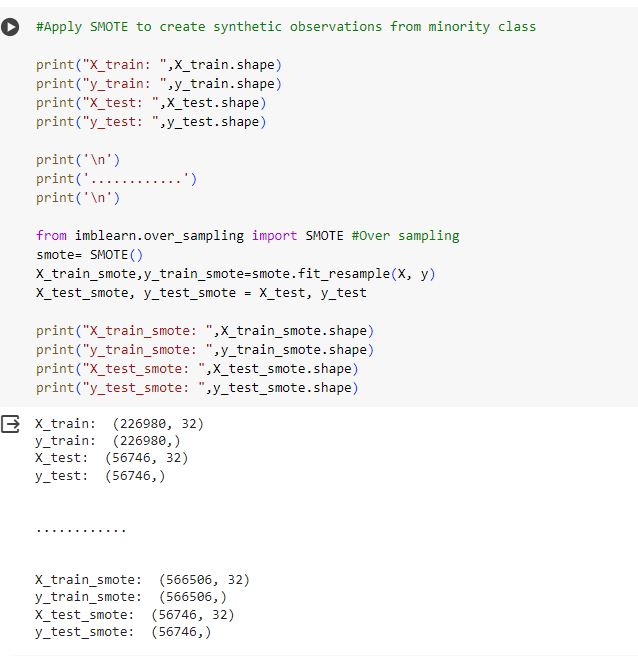 #Apply SMOTE to create synthetic observations from minority class
print("X_train: ",X_train.shape)
print("y_train: ",y_train.shape)
print("X_test: ",X_test.shape)
print("y_test: ",y_test.shape)
print('\n')
print('............')
print('\n')
from imblearn.over_sampling import SMOTE #Over sampling
smote= SMOTE()
X_train_smote,y_train_smote=smote.fit_resample(X, y)
X_test_smote, y_test_smote = X_test, y_test
print("X_train_smote: ",X_train_smote.shape)
print("y_train_smote: ",y_train_smote.shape)
print("X_test_smote: ",X_test_smote.shape)
print("y_test_smote: ",y_test_smote.shape)
X_train:  (226980, 32)
y_train:  (226980,)
X_test:  (56746, 32)
y_test:  (56746,)
............
X_train_smote:  (566506, 32)
y_train_smote:  (566506,)
X_test_smote:  (56746, 32)
y_test_smote:  (56746,)